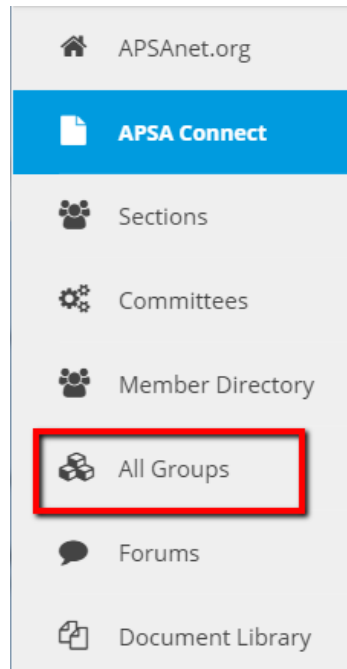 APSAnet.org
APSA Connect
Sections
Committees
Member Directory
All Groups
Forums
Document Library